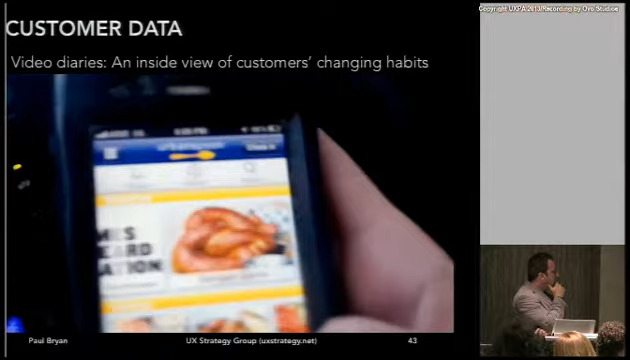 Copyright UXPA 2013/Recording by Ovo Studios
CUSTOMER DATA
Video diaries: An inside view of customers' changing habits
Paul Bryan
UX Strategy Group (uxstrategy.net)
43